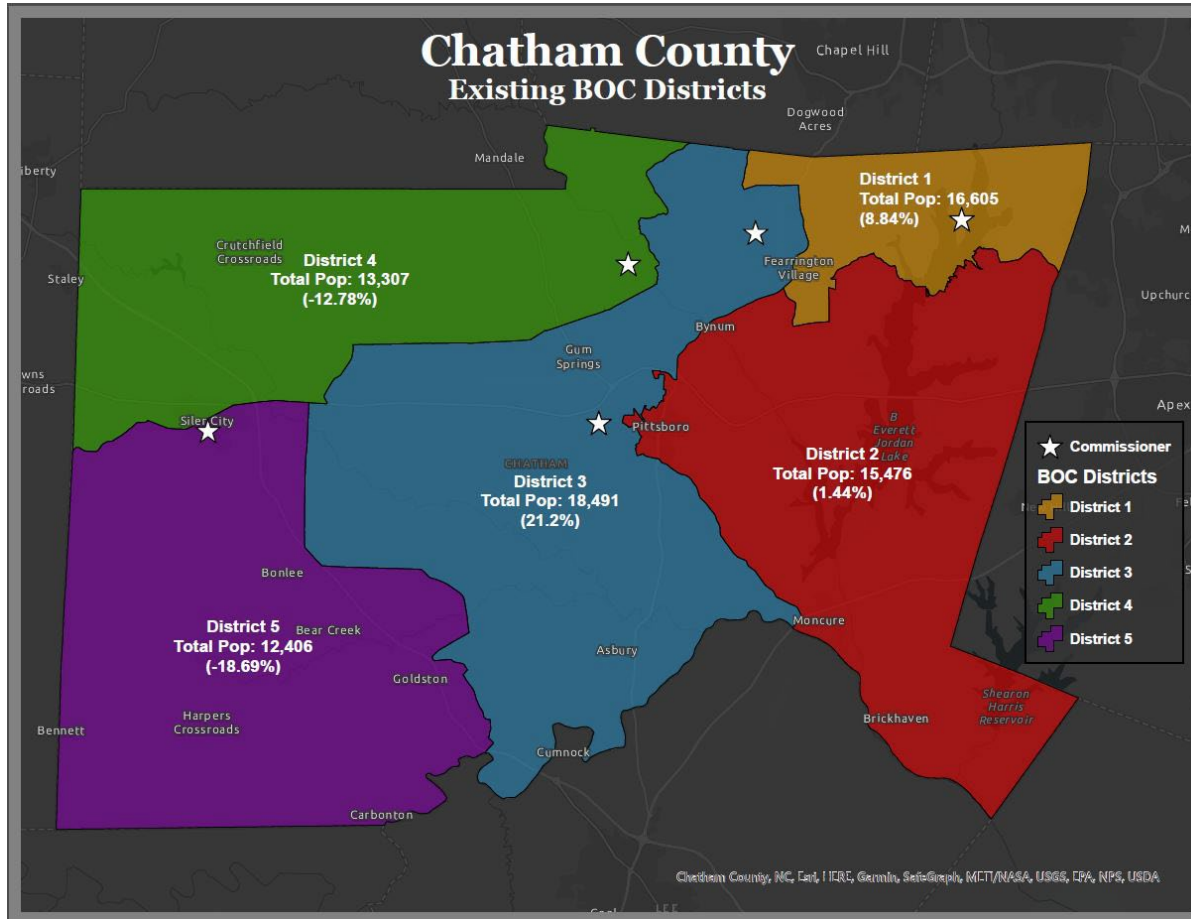 Chatham County
Existing BOC Districts
Chapel Hill
Dogwood
Acres
Mandale
iberty
District 1
Total Pop: 16,605
(8.84%)
Crutchfield
Crossroads
District 4
Total Pop: 13,307
(-12.78%)
Staley
Fearrington
Village
Upchurc
Bynum
Gum
Springs
wns
roads
Apex
Siler City
Pittsboro
B
Everett
Jordan
Lake
District 2
Total Pop: 15,476
(1.44%)
CHATHAM
District 3
Total Pop: 18,491
(21.2%)
Commissioner
BOC Districts
District 1
District 2
District 3
District 4
District 5
Bonlee
District 5
Total Pop: 12,406
(-18.69%)
Bear Creek
Moncure
Asbury
Goldston
Shearon
Harris
Reservoir
Harpers
Crossroads
Bennett
Brickhaven
Cumnock
Carbonton
Chatham County, NC, Esri, HERE, Garmin, SafeGraph, METI/NASA, USGS, EPA, NPS, USDA